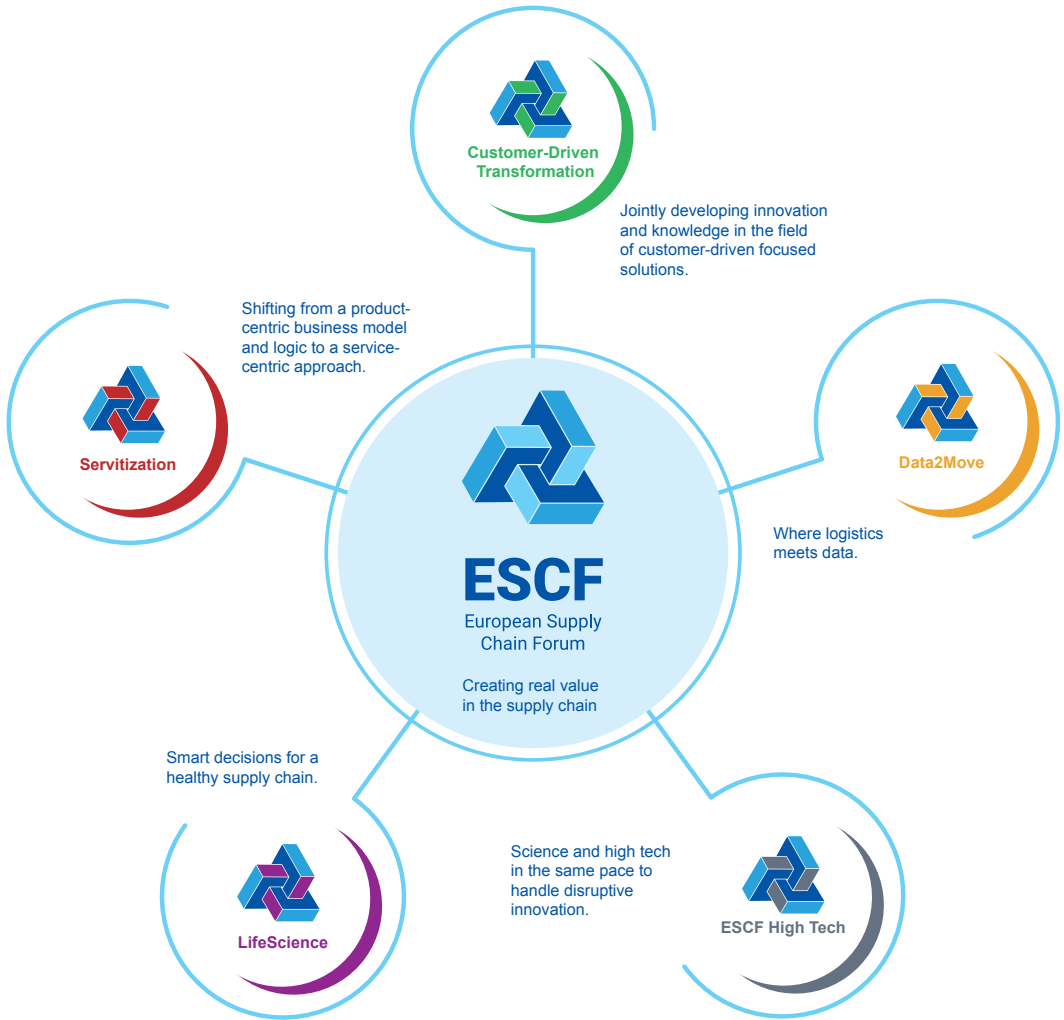 Customer-Driven
Transformation
Jointly developing innovation
and knowledge in the field
of customer-driven focused
solutions.
Shifting from a product-
centric business model
and logic to a service-
centric approach.
Servitization
Data2Move
Where logistics
meets data.
ESCF
European Supply
Chain Forum
Creating real value
in the supply chain
Smart decisions for a
healthy supply chain.
LifeScience
Science and high tech
in the same pace to
handle disruptive
innovation.
ESCF High Tech